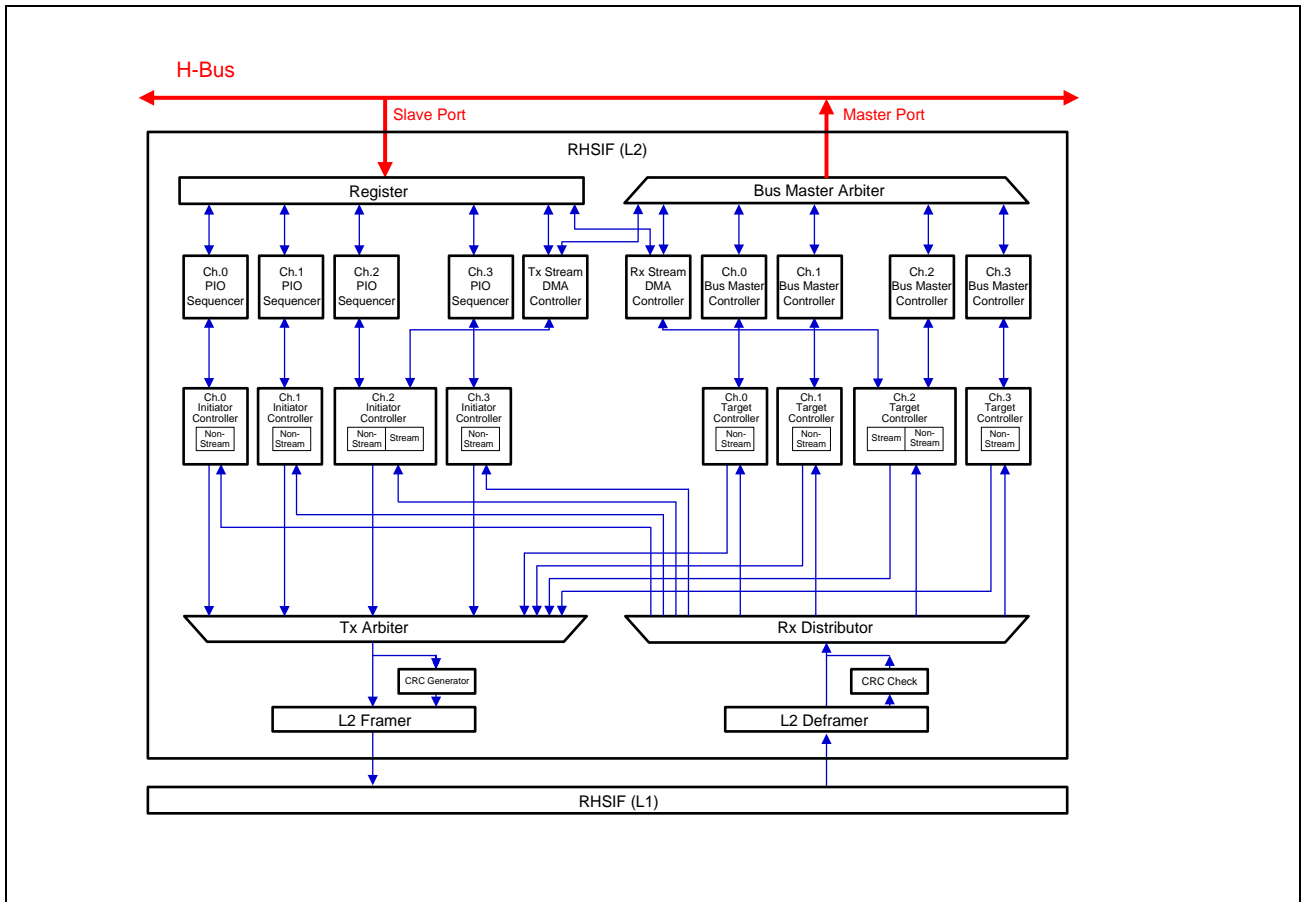 H-Bus
Slave Port
Master Port
RHSIF (L2)
Register
Bus Master Arbiter
Ch.0
PIO
Sequencer
Ch.1
PIO
Sequencer
Ch.2
PIO
Sequencer
Ch.3
PIO
Sequencer
Tx Stream
DMA
Controller
Rx Stream
DMA
Controller
Ch.0
Bus Master
Controller
Ch.1
Bus Master
Controller
Ch.2
Bus Master
Controller
Ch.3
Bus Master
Controller
Ch.0
Initiator
Controller
Non-
Stream
Ch.1
Initiator
Controller
Non-
Stream
Ch.2
Initiator
Controller
Non-
Stream
Stream
Ch.3
Initiator
Controller
Non-
Stream
Ch.0
Target
Controller
Non-
Stream
Ch.1
Target
Controller
Non-
Stream
Ch.2
Target
Controller
Stream
Non-
Stream
Ch.3
Target
Controller
Non-
Stream
Tx Arbiter
Rx Distributor
CRC Generator
CRC Check
L2 Framer
L2 Deframer
RHSIF (L1)